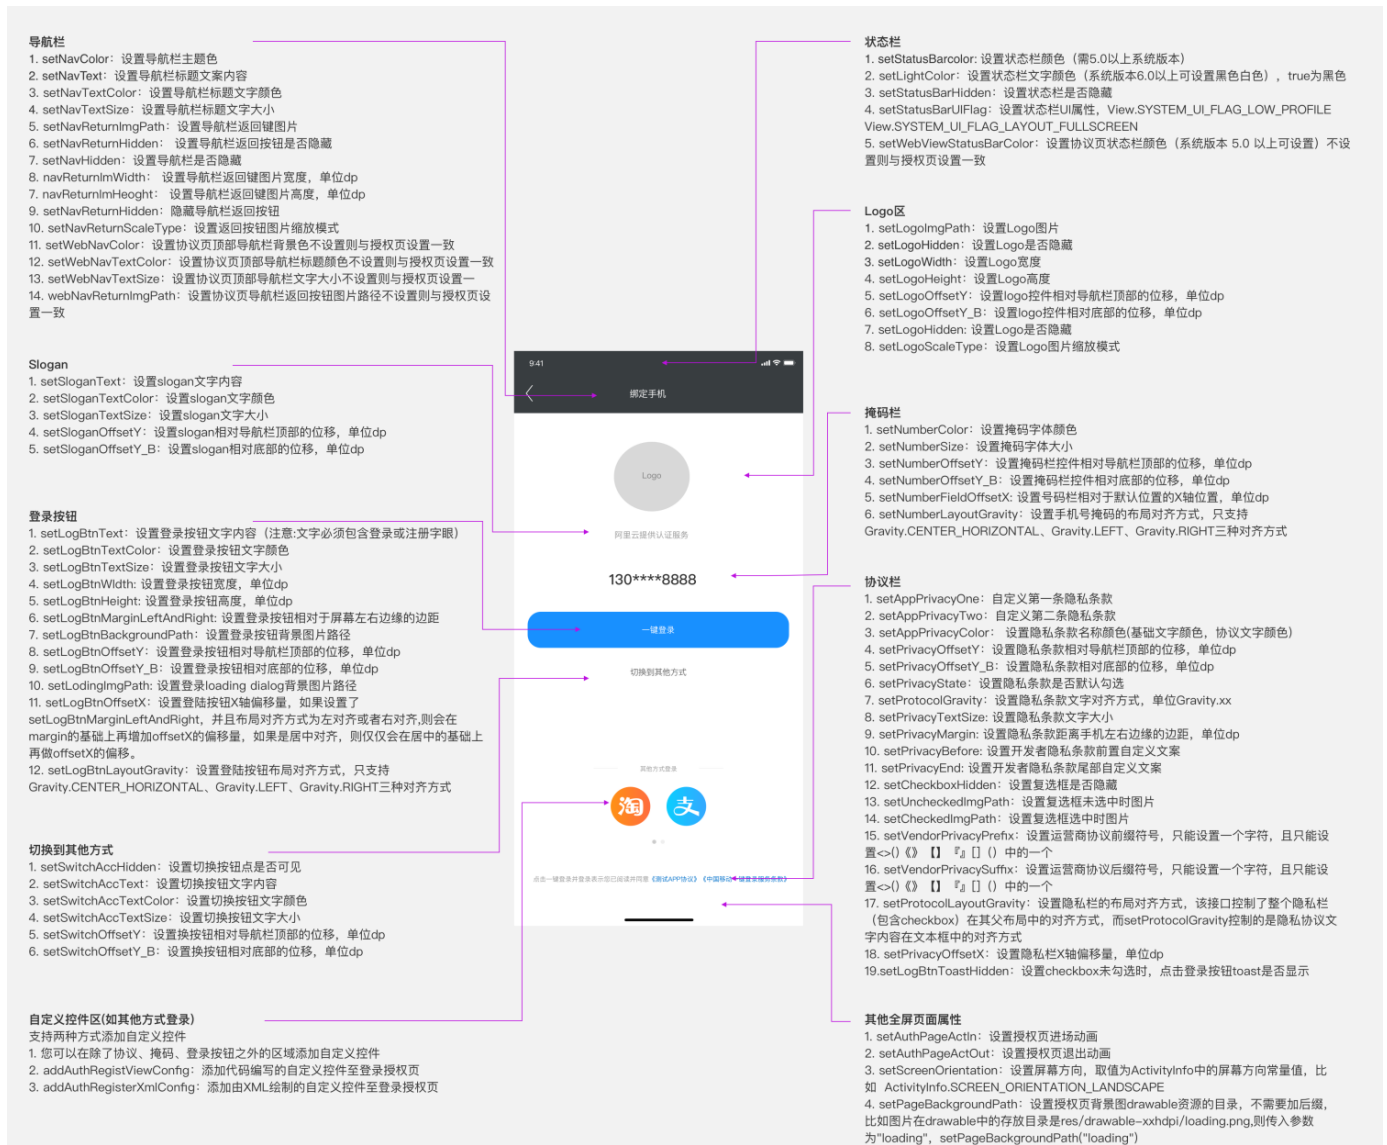 导航栏
1. setNavColor：设置导航栏主题色
2. setNavText：设置导航栏标题文案内容
3. setNavTextColor：设置导航栏标题文字颜色
4. setNavTextSize：设置导航栏标题文字大小
5. setNavReturnImgPath：设置导航栏返回键图片
6. setNavReturnHidden：设置导航栏返回按钮是否隐藏
7. setNavHidden：设置导航栏是否隐藏
8. navReturnImWidth： 设置导航栏返回键图片宽度，单位dp
7. navReturnImHeoght： 设置导航栏返回键图片高度，单位dp
9. setNavReturnHidden：隐藏导航栏返回按钮
10. setNavReturnScaleType：设置返回按钮图片缩放模式
11. setWebNavColor：设置协议页顶部导航栏背景色不设置则与授权页设置一致
12. setWebNavTextColor：设置协议页顶部导航栏标题颜色不设置则与授权页设置一致
13. setWebNavTextSize：设置协议页顶部导航栏文字大小不设置则与授权页设置一
14. webNavReturnImgPath：设置协议页导航栏返回按钮图片路径不设置则与授权页设
置一致
Slogan
1. setSloganText：设置slogan文字内容
2. setSloganTextColor：设置slogan文字颜色
3. setSloganTextSize：设置slogan文字大小
4. setSloganOffsetY：设置slogan相对导航栏顶部的位移，单位dp
5. setSloganOffsetY_B：设置slogan相对底部的位移，单位dp
登录按钮
1. setLogBtnText：设置登录按钮文字内容（注意:文字必须包含登录或注册字眼）
2. setLogBtnTextColor：设置登录按钮文字颜色
3. setLogBtnTextSize：设置登录按钮文字大小
4. setLogBtnWidth: 设置登录按钮宽度，单位dp
5. setLogBtnHeight: 设置登录按钮高度，单位dp
6. setLogBtnMarginLeftAndRight: 设置登录按钮相对于屏幕左右边缘的边距
7. setLogBtnBackgroundPath：设置登录按钮背景图片路径
8. setLogBtnOffsetY：设置登录按钮相对导航栏顶部的位移，单位dp
9. setLogBtnOffsetY_B：设置登录按钮相对底部的位移，单位dp
10. setLodingImgPath: 设置登录loading dialog背景图片路径
11. setLogBtnOffsetX：设置登陆按钮X轴偏移量，如果设置了
setLogBtnMarginLeftAndRight，并且布局对齐方式为左对齐或者右对齐,则会在
margin的基础上再增加offsetX的偏移量，如果是居中对齐，则仅仅会在居中的基础上
再做offsetX的偏移。
12. setLogBtnLayoutGravity：设置登陆按钮布局对齐方式，只支持
Gravity.CENTER_HORIZONTAL、Gravity.LEFT、Gravity.RIGHT三种对齐方式
切换到其他方式
1. setSwitchAccHidden：设置切换按钮点是否可见
2. setSwitchAccText：设置切换按钮文字内容
3. setSwitchAccTextColor：设置切换按钮文字颜色
4. setSwitchAccTextSize：设置切换按钮文字大小
5. setSwitchOffsetY：设置换按钮相对导航栏顶部的位移，单位dp
6. setSwitchOffsetY_B：设置换按钮相对底部的位移，单位dp
自定义控件区(如其他方式登录)
支持两种方式添加自定义控件
1. 您可以在除了协议、掩码、登录按钮之外的区域添加自定义控件
2. addAuthRegistViewConfig：添加代码编写的自定义控件至登录授权页
3. addAuthRegisterXmlConfig：添加由XML绘制的自定义控件至登录授权页
9:41
绑定手机
Logo
阿里云提供认证服务
130****8888
一键登录
切换到其他方式
其他方式登录
淘
支
点击一键登录并登录表示您已阅读并同意《测试APP协议》《中国移动一键登录服务条款》
状态栏
1. setStatusBarcolor: 设置状态栏颜色（需5.0以上系统版本）
2. setLightColor：设置状态栏文字颜色（系统版本6.0以上可设置黑色白色），true为黑色
3. setStatusBarHidden：设置状态栏是否隐藏
4. setStatusBarUIFlag：设置状态栏UI属性，View.SYSTEM_UI_FLAG_LOW_PROFILE
View.SYSTEM_UI_FLAG_LAYOUT_FULLSCREEN
5. setWebViewStatusBarColor：设置协议页状态栏颜色（系统版本 5.0 以上可设置）不设
置则与授权页设置一致
Logo区
1. setLogoImgPath：设置Logo图片
2. setLogoHidden：设置Logo是否隐藏
3. setLogoWidth：设置Logo宽度
4. setLogoHeight：设置Logo高度
5. setLogoOffsetY：设置logo控件相对导航栏顶部的位移，单位dp
6. setLogoOffsetY_B：设置logo控件相对底部的位移，单位dp
7. setLogoHidden: 设置Logo是否隐藏
8. setLogoScaleType：设置Logo图片缩放模式
掩码栏
1. setNumberColor：设置掩码字体颜色
2. setNumberSize：设置掩码字体大小
3. setNumberOffsetY：设置掩码栏控件相对导航栏顶部的位移，单位dp
4. setNumberOffsetY_B：设置掩码栏控件相对底部的位移，单位dp
5. setNumberFieldOffsetX: 设置号码栏相对于默认位置的X轴位置，单位dp
6. setNumberLayoutGravity：设置手机号掩码的布局对齐方式，只支持
Gravity.CENTER_HORIZONTAL、Gravity.LEFT、Gravity.RIGHT三种对齐方式
协议栏
1. setAppPrivacyOne：自定义第一条隐私条款
2. setAppPrivacyTwo：自定义第二条隐私条款
3. setAppPrivacyColor： 设置隐私条款名称颜色(基础文字颜色，协议文字颜色）
4. setPrivacyOffsetY：设置隐私条款相对导航栏顶部的位移，单位dp
5. setPrivacyOffsetY_B：设置隐私条款相对底部的位移，单位dp
6. setPrivacyState：设置隐私条款是否默认勾选
7. setProtocolGravity：设置隐私条款文字对齐方式，单位Gravity.xx
8. setPrivacyTextSize: 设置隐私条款文字大小
9. setPrivacyMargin: 设置隐私条款距离手机左右边缘的边距，单位dp
10. setPrivacyBefore: 设置开发者隐私条款前置自定义文案
11. setPrivacyEnd: 设置开发者隐私条款尾部自定义文案
12. setCheckboxHidden：设置复选框是否隐藏
13. setUncheckedImgPath：设置复选框未选中时图片
14. setCheckedImgPath：设置复选框选中时图片
15. setVendorPrivacyPrefix：设置运营商协议前缀符号，只能设置一个字符，且只能设
置<>()《》【】『』[]（）中的一个
16. setVendorPrivacySuffix：设置运营商协议后缀符号，只能设置一个字符，且只能设
置<>()《》【】『』[]（）中的一个
17. setProtocolLayoutGravity：设置隐私栏的布局对齐方式，该接口控制了整个隐私栏
（包含checkbox）在其父布局中的对齐方式，而setProtocolGravity控制的是隐私协议文
字内容在文本框中的对齐方式
18. setPrivacyOffsetX：设置隐私栏X轴偏移量，单位dp
19.setLogBtnToastHidden：设置checkbox未勾选时，点击登录按钮toast是否显示
其他全屏页面属性
1. setAuthPageActIn：设置授权页进场动画
2. setAuthPageActOut：设置授权页退出动画
3. setScreenOrientation：设置屏幕方向，取值为ActivityInfo中的屏幕方向常量值，比
如 ActivityInfo.SCREEN_ORIENTATION_LANDSCAPE
4. setPageBackgroundPath：设置授权页背景图drawable资源的目录，不需要加后缀，
比如图片在drawable中的存放目录是res/drawable-xxhdpi/loading.png,则传入参数
为"loading"，setPageBackgroundPath("loading")